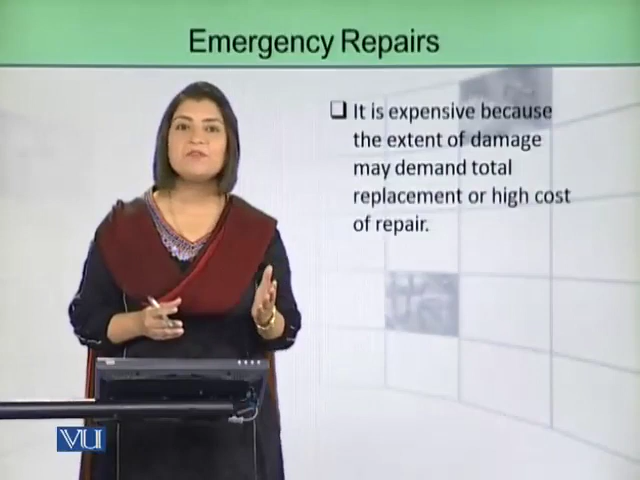 Emergency Repairs
❑ It is expensive because
the extent of damage
may demand total
replacement or high cost
of repair.
VU